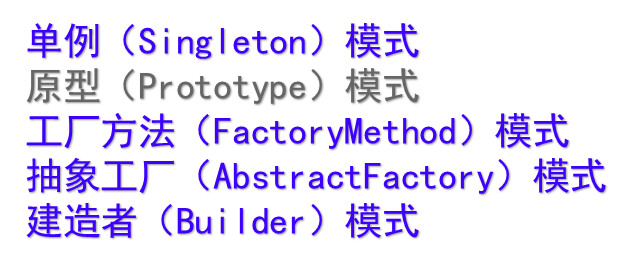 单例（Singleton）模式
原型（Prototype）模式
工厂方法（FactoryMethod）模式
抽象工厂（AbstractFactory）模式
建造者（Builder）模式